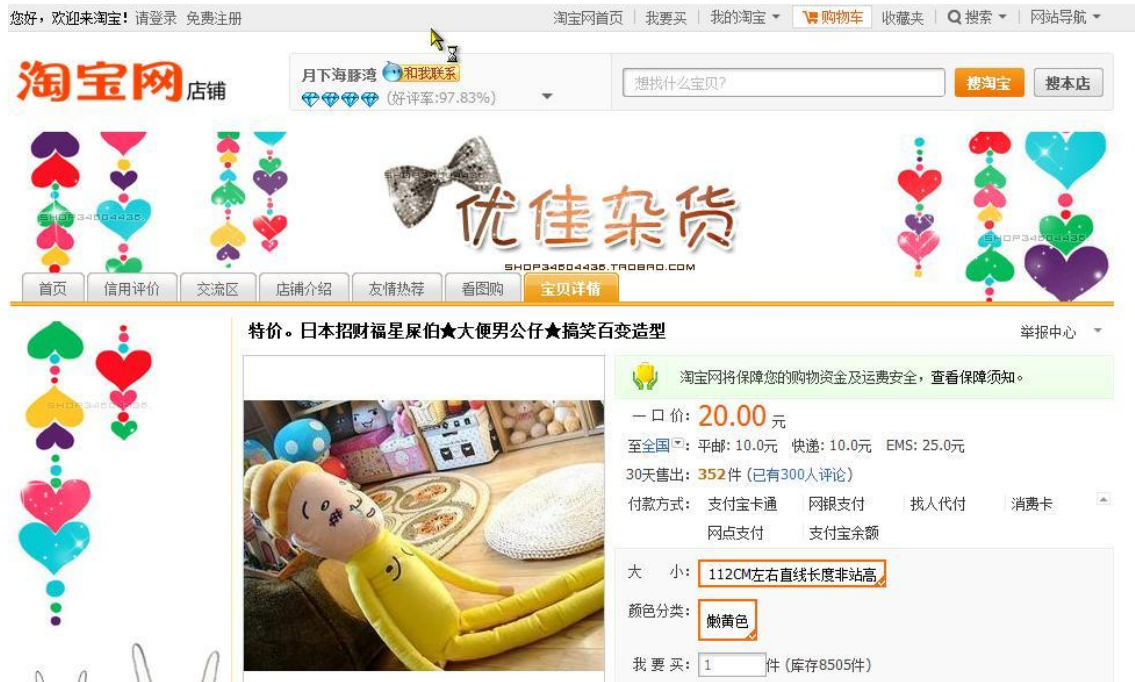 您好，欢迎来淘宝！ 请登录 免费注册
淘宝网首页 我要买 我的淘宝 购物车 收藏夹 搜索 网站导航
淘宝网店铺
月下海豚湾 和我联系
(好评率:97.83%)
想找什么宝贝?
搜淘宝 搜本店
优佳杂货
SHOP34604436.TAOBAO.COM
SHOP34604436
首页 信用评价 交流区 店铺介绍 友情热荐 看图购 宝贝详情
特价。日本招财福星屎伯★大便男公仔★搞笑百变造型
举报中心
淘宝网将保障您的购物资金及运费安全，查看保障须知。
一口价: 20.00 元
至全国: 平邮: 10.0元 快递: 10.0元 EMS: 25.0元
30天售出: 352件 (已有300人评论)
付款方式: 支付宝卡通 网银支付 找人代付 消费卡
网点支付 支付宝余额
大 小: 112CM左右直线长度非站高
颜色分类: 嫩黄色
我要买: 1 件 (库存8505件)